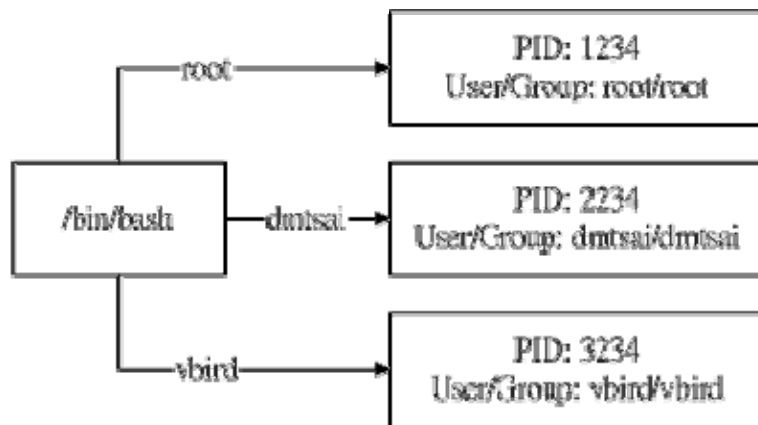 root
PID: 1234
User/Group: root/root
/bin/bash
dmtsai
PID: 2234
User/Group: dmtsai/dmtsai
vbird
PID: 3234
User/Group: vbird/vbird